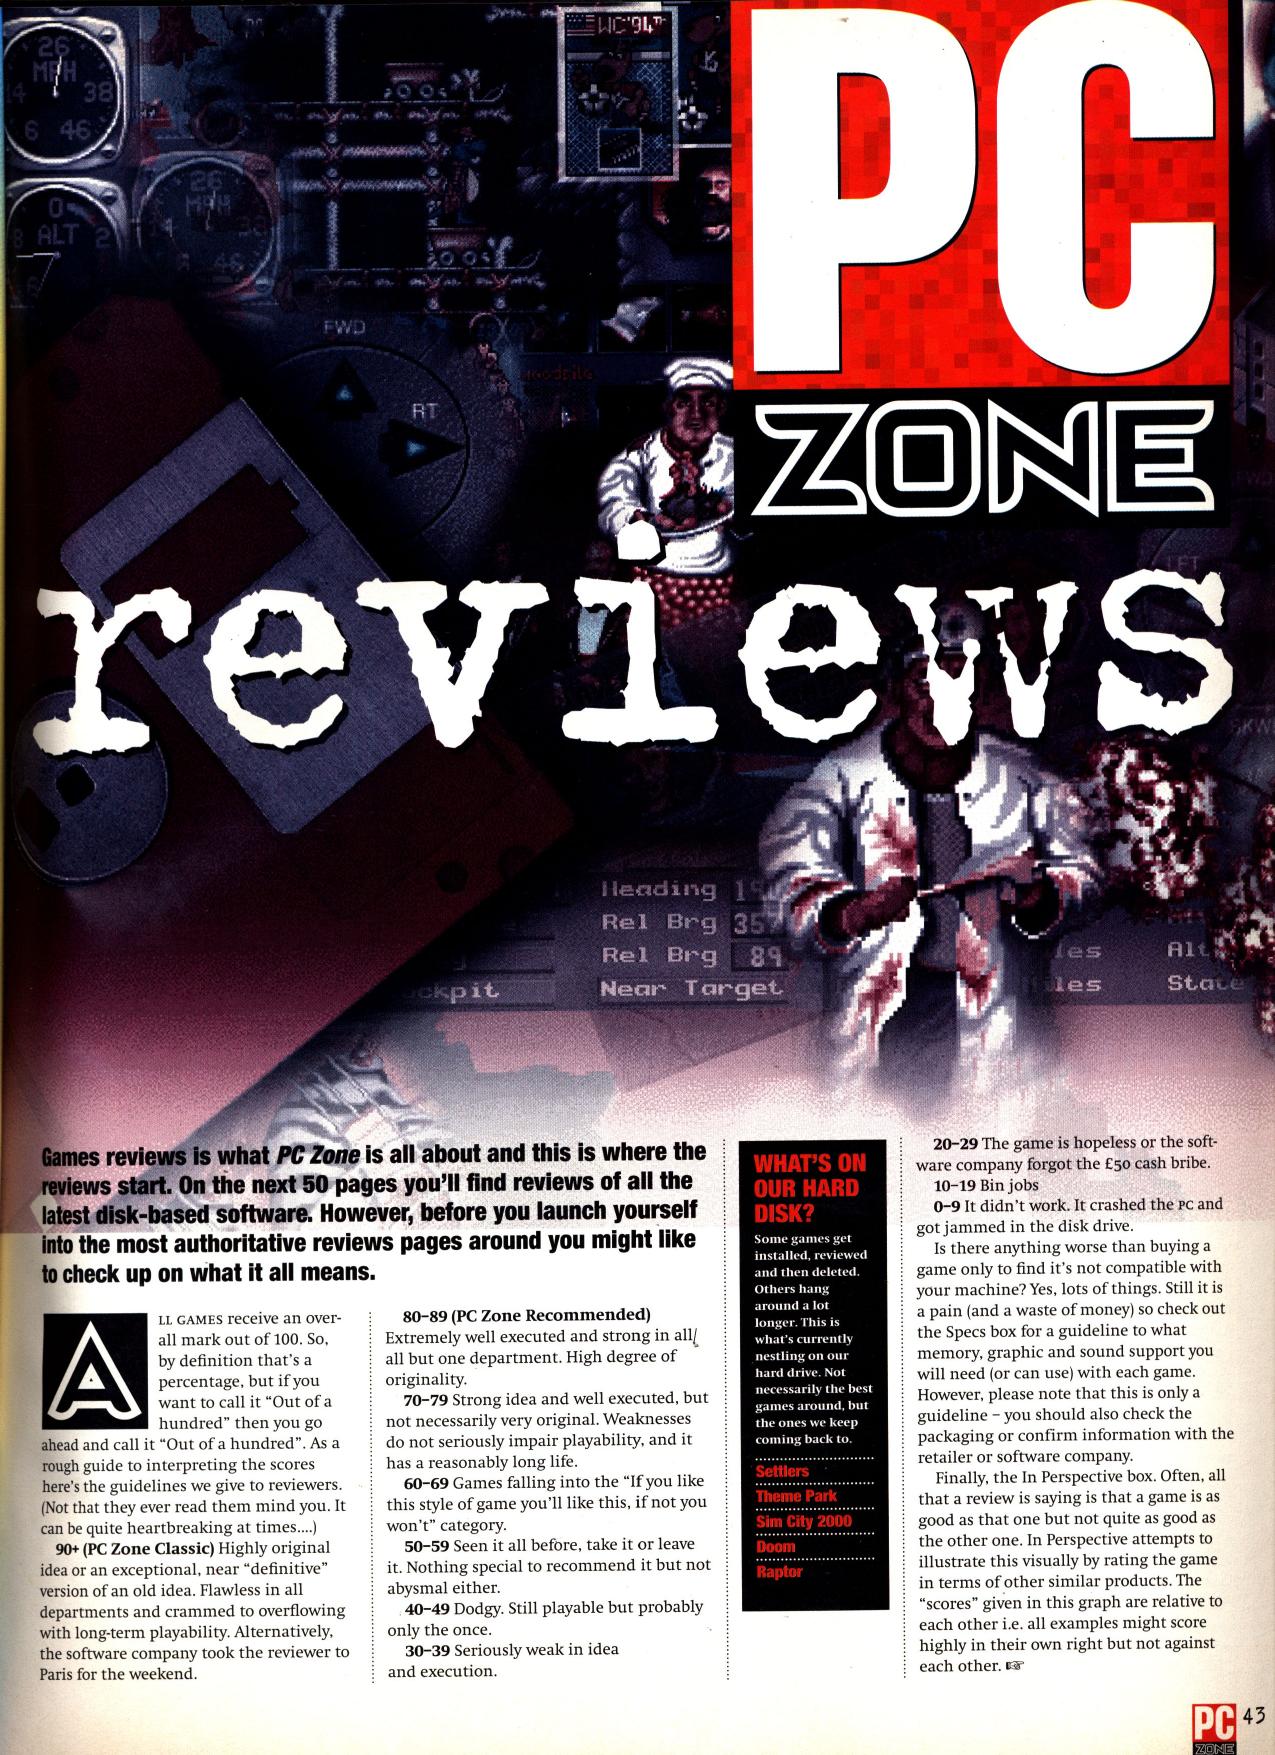 26
MPH
38
6 46
26
MPH
0
ALT 2
WC'94
PC
ZONE
FWD
RT
reviews
Heading
Rel Brg 35
Rel Brg 89
Near Target
Alt
State
Games reviews is what PC Zone is all about and this is where the
reviews start. On the next 50 pages you'll find reviews of all the
latest disk-based software. However, before you launch yourself
into the most authoritative reviews pages around you might like
to check up on what it all means.
ALL GAMES receive an over-
all mark out of 100. So,
by definition that's a
percentage, but if you
want to call it "Out of a
hundred" then you go
ahead and call it "Out of a hundred". As a
rough guide to interpreting the scores
here's the guidelines we give to reviewers.
(Not that they ever read them mind you. It
can be quite heartbreaking at times....)
90+ (PC Zone Classic) Highly original
idea or an exceptional, near "definitive"
version of an old idea. Flawless in all
departments and crammed to overflowing
with long-term playability. Alternatively,
the software company took the reviewer to
Paris for the weekend.
80–89 (PC Zone Recommended)
Extremely well executed and strong in all/
all but one department. High degree of
originality.
70–79 Strong idea and well executed, but
not necessarily very original. Weaknesses
do not seriously impair playability, and it
has a reasonably long life.
60–69 Games falling into the "If you like
this style of game you'll like this, if not you
won't" category.
50–59 Seen it all before, take it or leave
it. Nothing special to recommend it but not
abysmal either.
40–49 Dodgy. Still playable but probably
only the once.
30–39 Seriously weak in idea
and execution.
WHAT'S ON
OUR HARD
DISK?
Some games get
installed, reviewed
and then deleted.
Others hang
around a lot
longer. This is
what's currently
nestling on our
hard drive. Not
necessarily the best
games around, but
the ones we keep
coming back to.
Settlers
Theme Park
Sim City 2000
Doom
Raptor
20–29 The game is hopeless or the soft-
ware company forgot the £50 cash bribe.
10–19 Bin jobs
0–9 It didn't work. It crashed the PC and
got jammed in the disk drive.
Is there anything worse than buying a
game only to find it's not compatible with
your machine? Yes, lots of things. Still it is
a pain (and a waste of money) so check out
the Specs box for a guideline to what
memory, graphic and sound support you
will need (or can use) with each game.
However, please note that this is only a
guideline – you should also check the
packaging or confirm information with the
retailer or software company.
Finally, the In Perspective box. Often, all
that a review is saying is that a game is as
good as that one but not quite as good as
the other one. In Perspective attempts to
illustrate this visually by rating the game
in terms of other similar products. The
"scores" given in this graph are relative to
each other i.e. all examples might score
highly in their own right but not against
each other. ☞
PC
ZONE
43